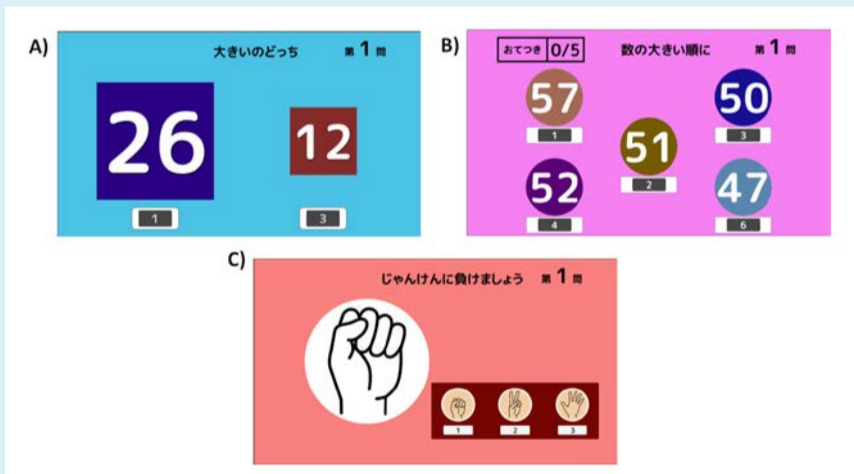 A)
大きいのどっち 第1問
26 12
1 3
B)
おてつき 0/5 数の大きい順に 第1問
57 50
1 3
51
2
52 47
4 6
C)
じゃんけんに負けましょう 第1問
1 2 3